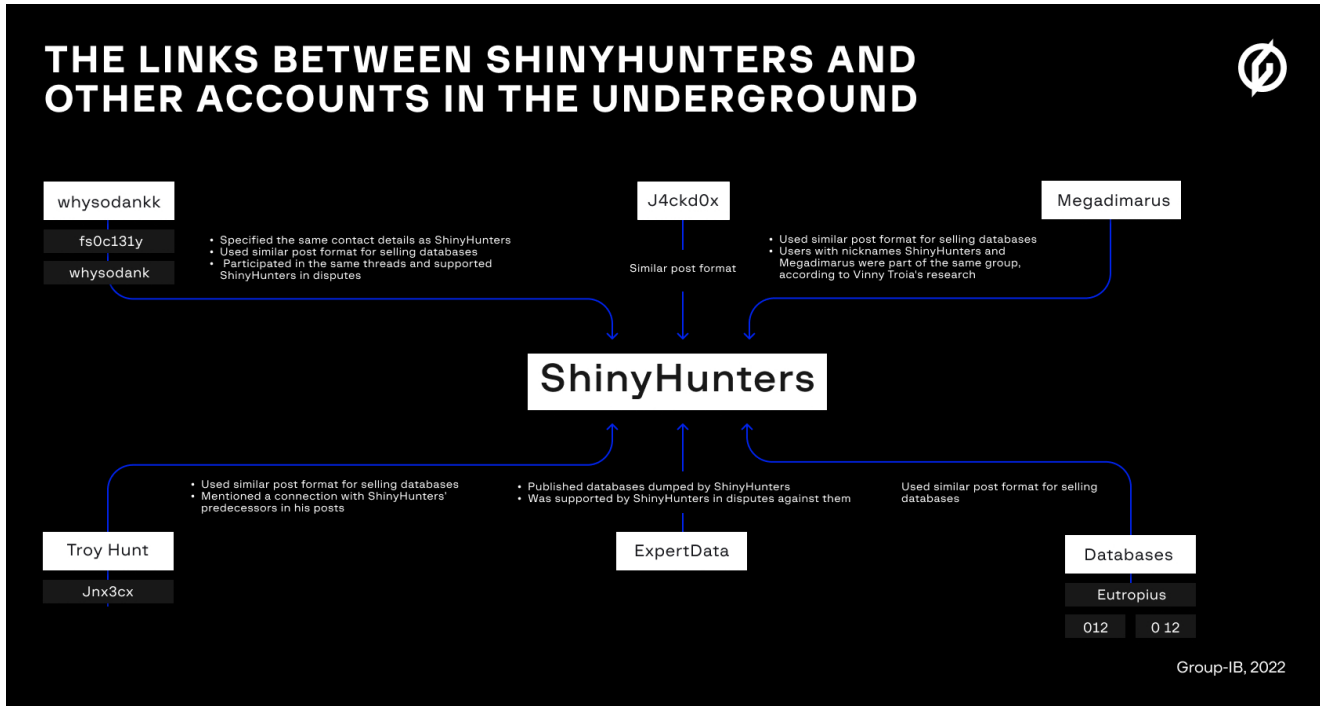 THE LINKS BETWEEN SHINYHUNTERS AND
OTHER ACCOUNTS IN THE UNDERGROUND
whysodankk
fs0c131y
whysodank
• Specified the same contact details as ShinyHunters
• Used similar post format for selling databases
• Participated in the same threads and supported
ShinyHunters in disputes
J4ckd0x
Similar post format
Megadimarus
• Used similar post format for selling databases
• Users with nicknames ShinyHunters and
Megadimarus were part of the same group,
according to Vinny Troia's research
ShinyHunters
• Used similar post format for selling databases
• Mentioned a connection with ShinyHunters'
predecessors in his posts
Troy Hunt
Jnx3cx
• Published databases dumped by ShinyHunters
• Was supported by ShinyHunters in disputes against them
ExpertData
Used similar post format for selling
databases
Databases
Eutropius
012
0 12
Group-IB, 2022